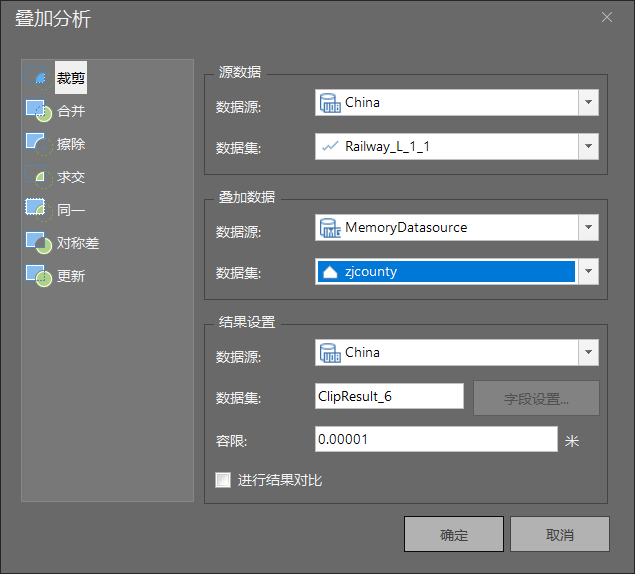 叠加分析
裁剪
合并
擦除
求交
同一
对称差
更新
源数据
数据源: China
数据集: Railway_L_1_1
叠加数据
数据源: MemoryDatasource
数据集: zjcounty
结果设置
数据源: China
数据集: ClipResult_6 字段设置...
容限: 0.00001 米
进行结果对比
确定 取消